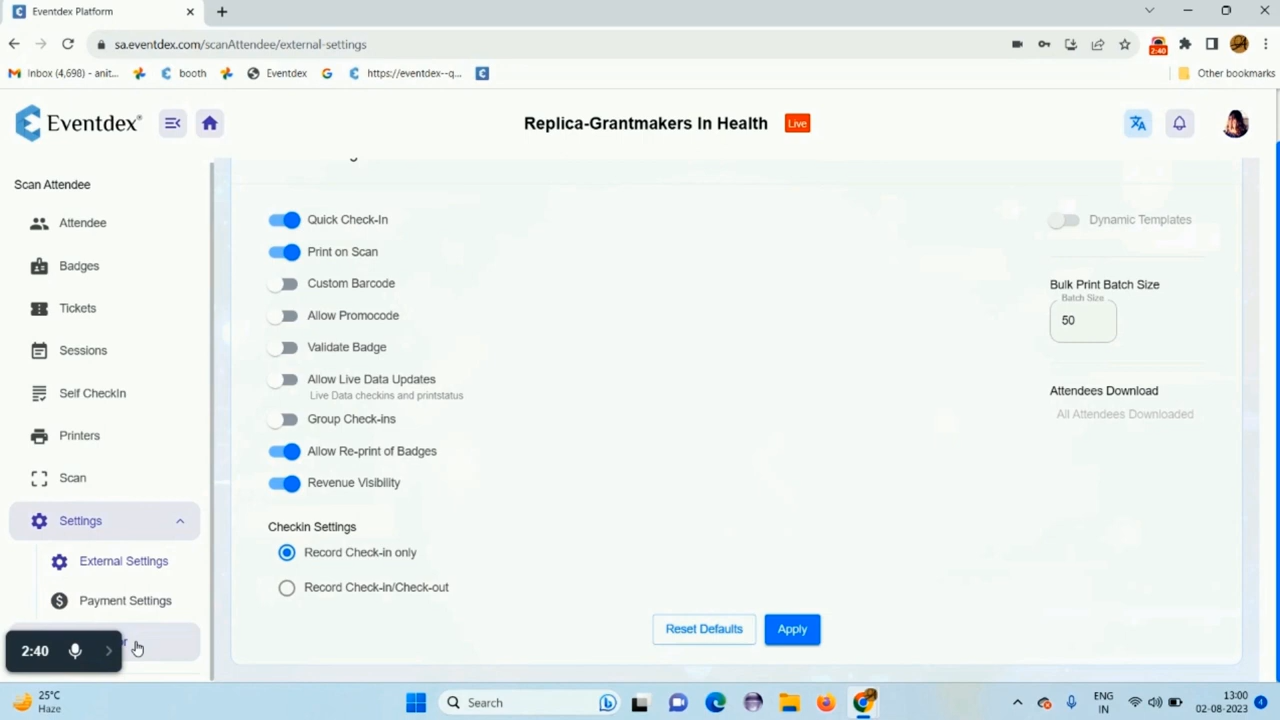 Eventdex Platform
sa.eventdex.com/scanAttendee/external-settings
2:40
Inbox (4,698) - anit...
booth
Eventdex
https://eventdex--q...
Other bookmarks
Eventdex®
Replica-Grantmakers In Health
Live
Scan Attendee
Attendee
Badges
Tickets
Sessions
Self CheckIn
Printers
Scan
Settings
External Settings
Payment Settings
2:40
Quick Check-In
Print on Scan
Custom Barcode
Allow Promocode
Validate Badge
Allow Live Data Updates
Live Data checkins and printstatus
Group Check-ins
Allow Re-print of Badges
Revenue Visibility
Checkin Settings
Record Check-in only
Record Check-in/Check-out
Dynamic Templates
Bulk Print Batch Size
Batch Size
50
Attendees Download
All Attendees Downloaded
Reset Defaults
Apply
25°C
Haze
Search
ENG
IN
13:00
02-08-2023
4